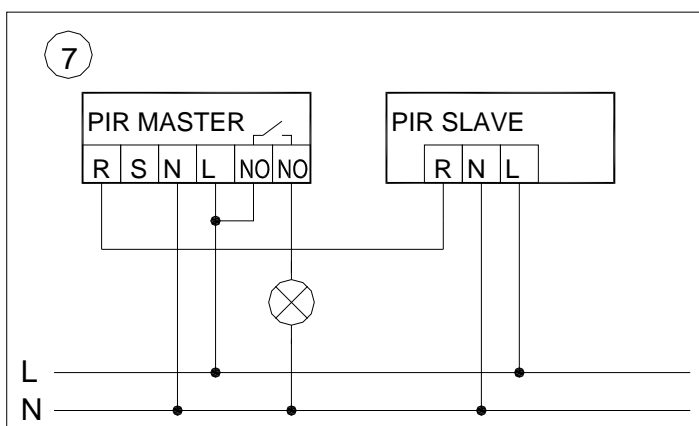 7
PIR MASTER
PIR SLAVE
R S N L NO NO
R N L
L
N